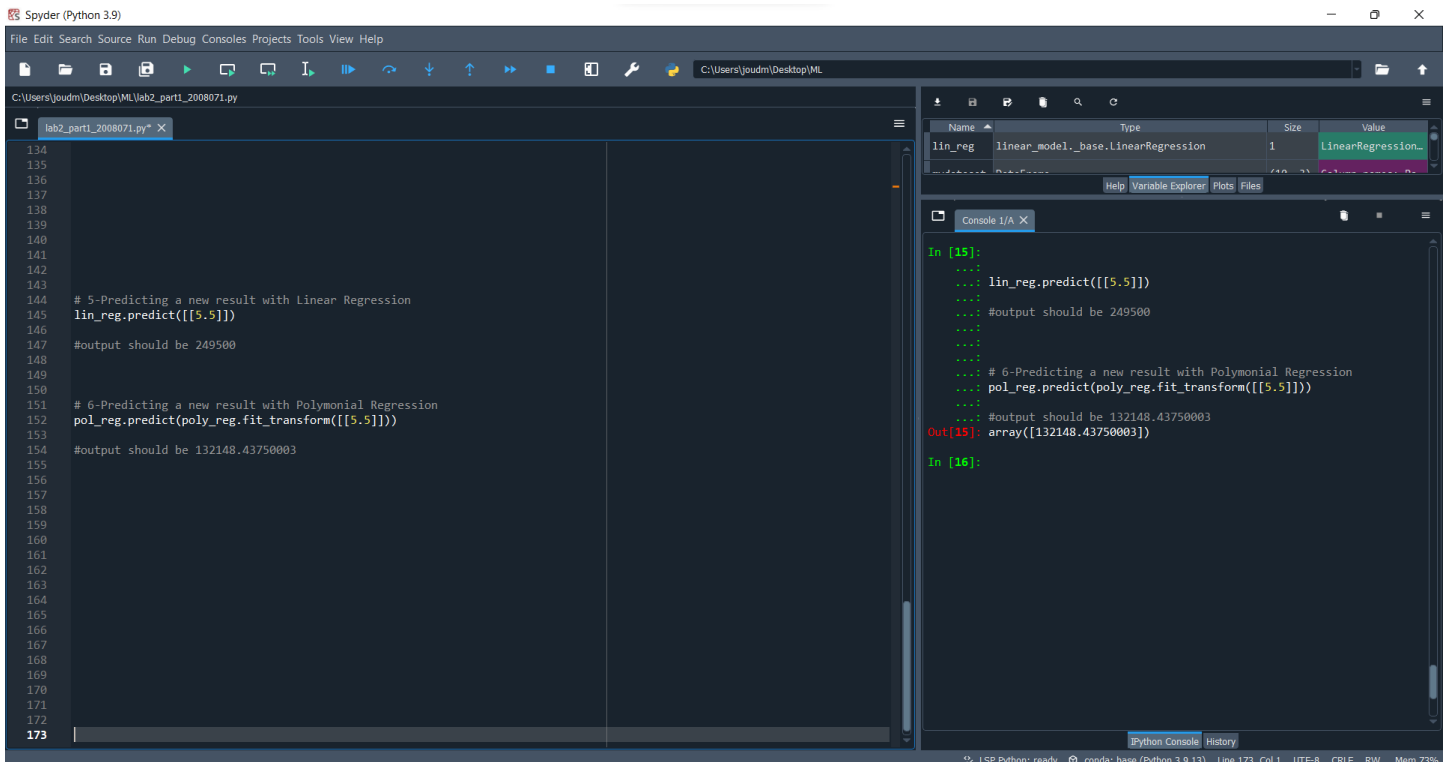 Spyder (Python 3.9)
File Edit Search Source Run Debug Consoles Projects Tools View Help
C:\Users\joudm\Desktop\ML
C:\Users\joudm\Desktop\ML\lab2_part1_2008071.py
lab2_part1_2008071.py*
134
135
136
137
138
139
140
141
142
143
144 # 5-Predicting a new result with Linear Regression
145 lin_reg.predict([[5.5]])
146
147 #output should be 249500
148
149
150
151 # 6-Predicting a new result with Polymonial Regression
152 pol_reg.predict(poly_reg.fit_transform([[5.5]]))
153
154 #output should be 132148.43750003
155
156
157
158
159
160
161
162
163
164
165
166
167
168
169
170
171
172
173
Name Type Size Value
lin_reg linear_model._base.LinearRegression 1 LinearRegression…
Help Variable Explorer Plots Files
Console 1/A
In [15]:
...:
...: lin_reg.predict([[5.5]])
...:
...: #output should be 249500
...:
...:
...:
...: # 6-Predicting a new result with Polymonial Regression
...: pol_reg.predict(poly_reg.fit_transform([[5.5]]))
...:
...: #output should be 132148.43750003
Out[15]: array([132148.43750003])
In [16]:
IPython Console History
LSP Python: ready conda: base (Python 3.9.13) Line 173, Col 1 UTF-8 CRLF RW Mem 73%